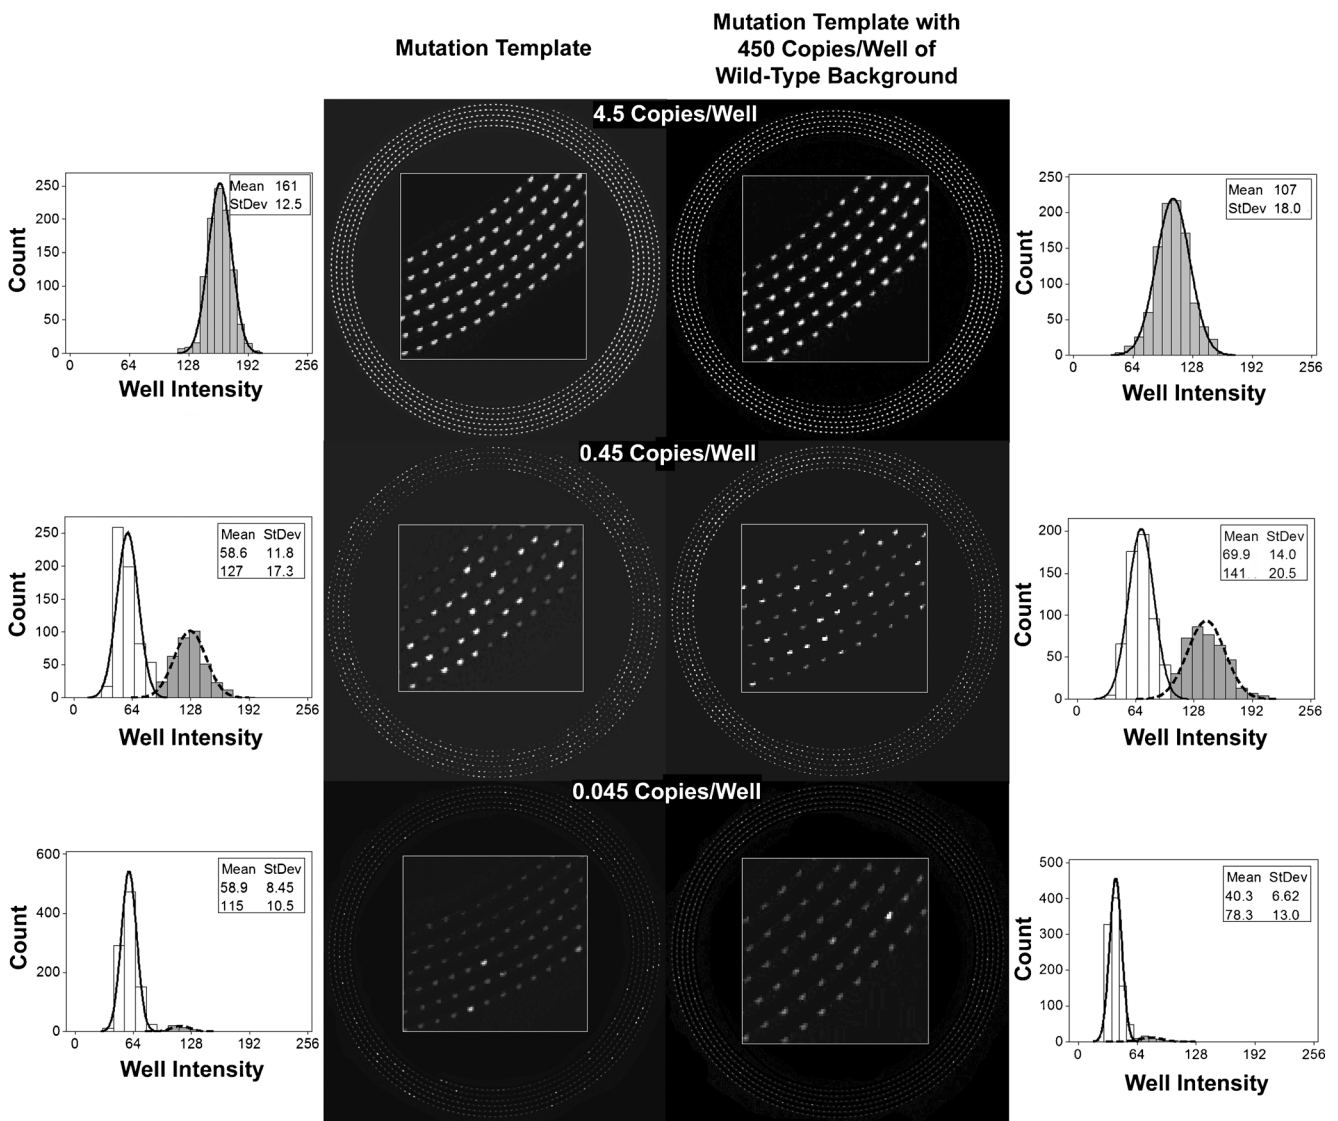 Mutation Template
Mutation Template with
450 Copies/Well of
Wild-Type Background
4.5 Copies/Well
Count
250
200
150
100
50
0
Mean 161
StDev 12.5
0 64 128 192 256
Well Intensity
Count
250
200
150
100
50
0
Mean 107
StDev 18.0
0 64 128 192 256
Well Intensity
0.45 Copies/Well
Count
250
200
150
100
50
0
Mean StDev
58.6 11.8
127 17.3
0 64 128 192 256
Well Intensity
Count
200
150
100
50
0
Mean StDev
69.9 14.0
141 20.5
0 64 128 192 256
Well Intensity
0.045 Copies/Well
Count
600
400
200
0
Mean StDev
58.9 8.45
115 10.5
0 64 128 192 256
Well Intensity
Count
500
400
300
200
100
0
Mean StDev
40.3 6.62
78.3 13.0
0 64 128 192 256
Well Intensity